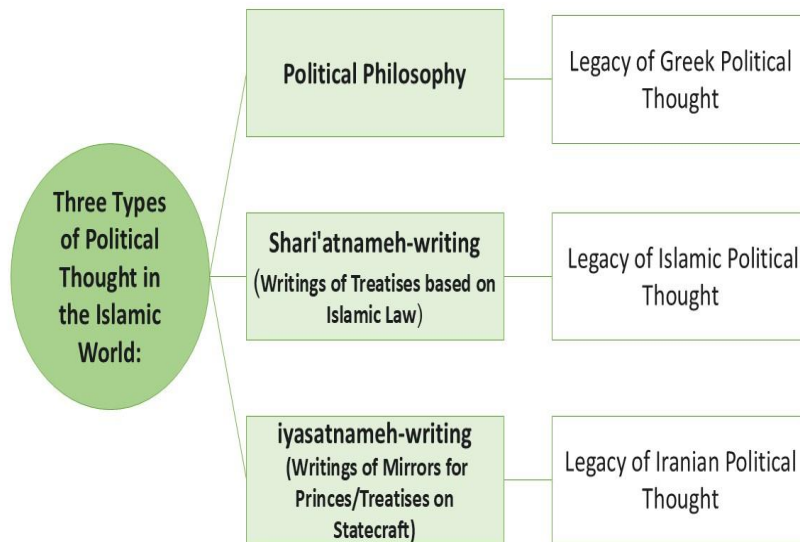 Three Types
of Political
Thought in
the Islamic
World:
Political Philosophy
Legacy of Greek Political
Thought
Shari'atnameh-writing
(Writings of Treatises based on
Islamic Law)
Legacy of Islamic Political
Thought
iyasatnameh-writing
(Writings of Mirrors for
Princes/Treatises on
Statecraft)
Legacy of Iranian Political
Thought